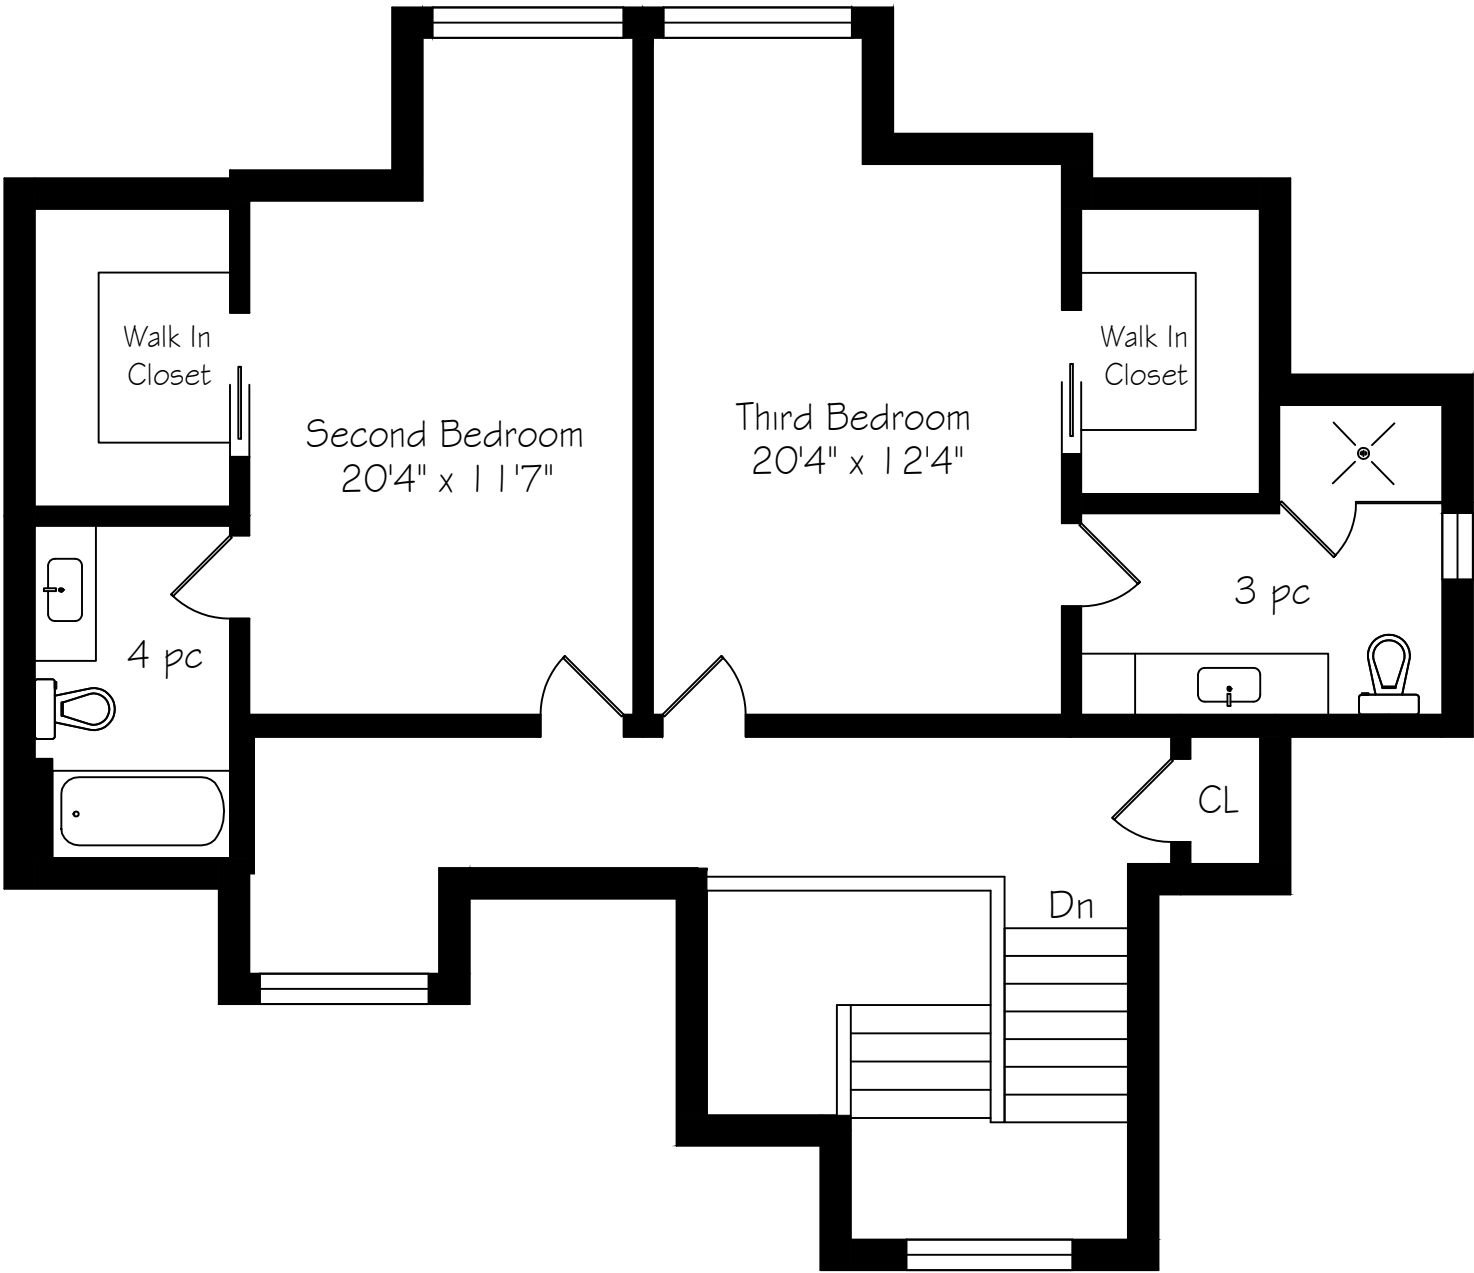 Walk In
Closet
Second Bedroom
20'4" x 11'7"
Third Bedroom
20'4" x 12'4"
Walk In
Closet
4 pc
3 pc
CL
Dn